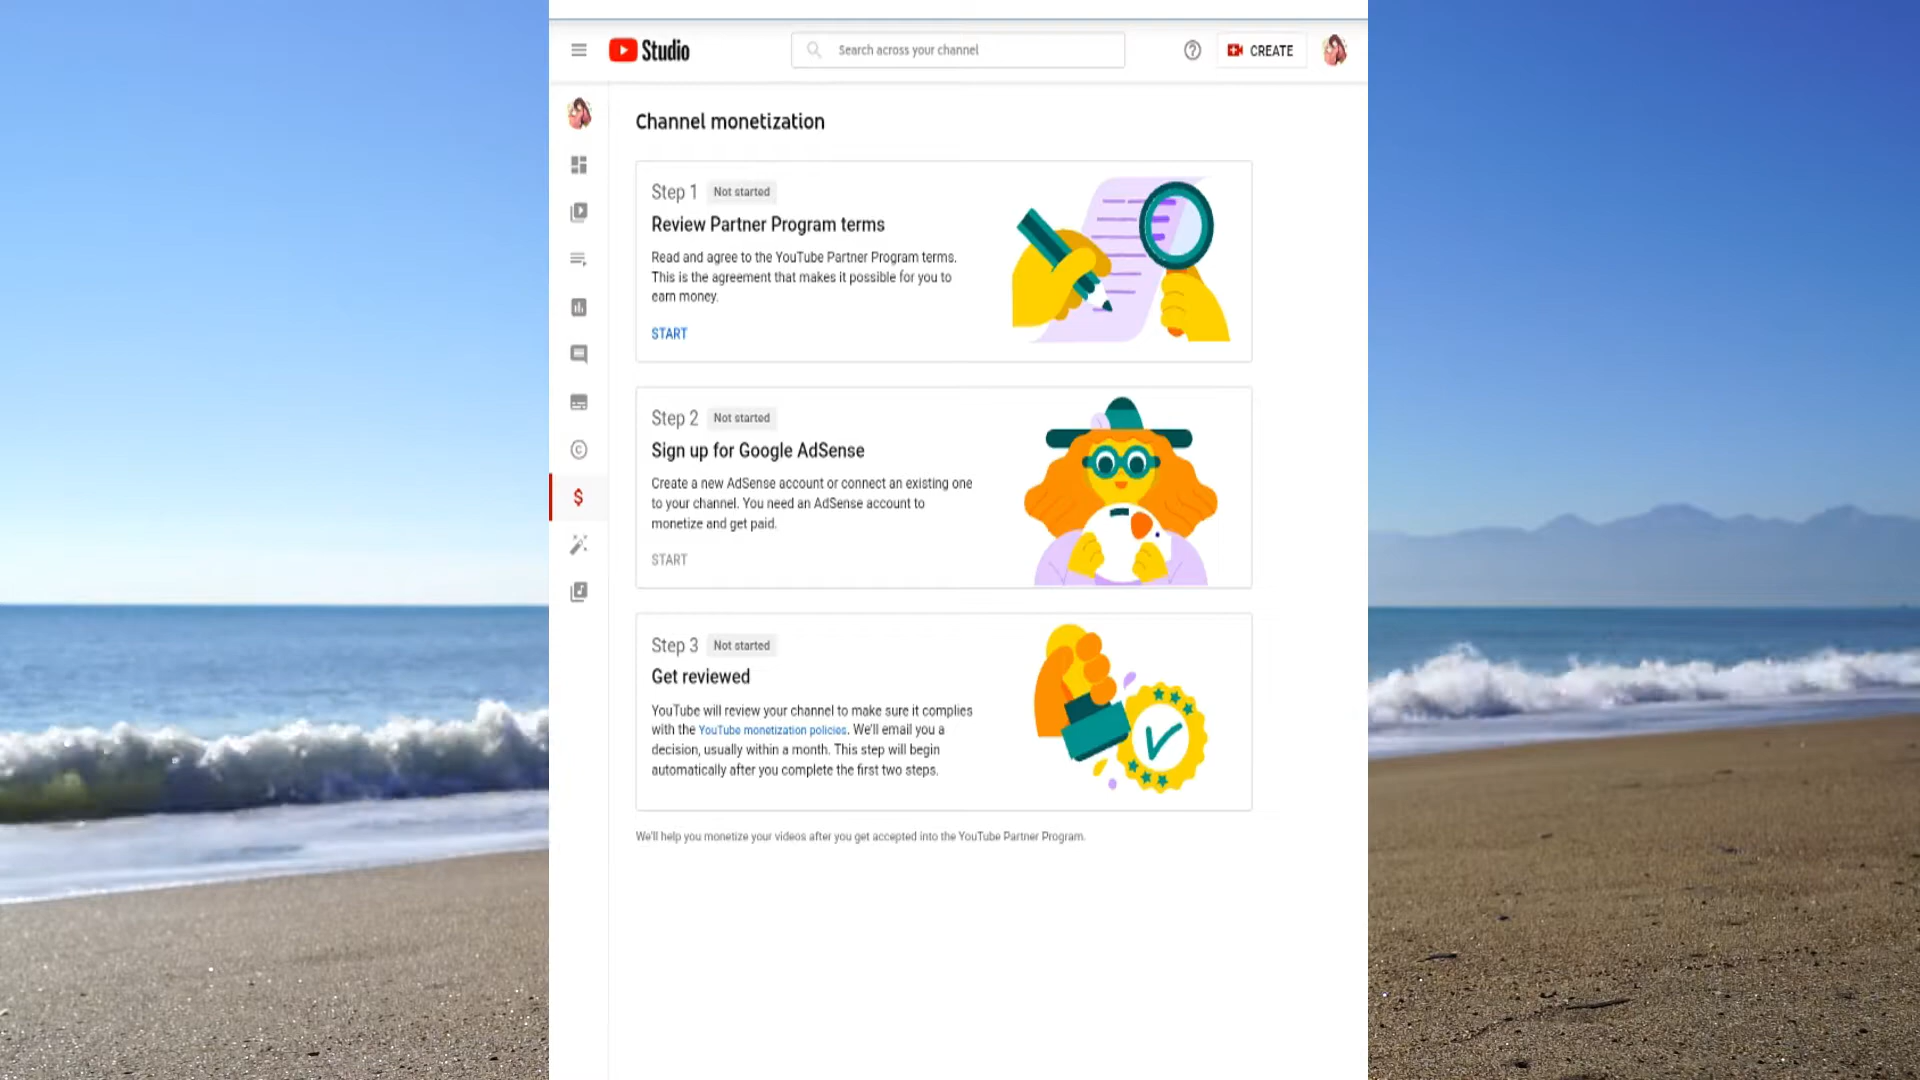 Studio
Search across your channel
CREATE
Channel monetization
Step 1 Not started
Review Partner Program terms
Read and agree to the YouTube Partner Program terms.
This is the agreement that makes it possible for you to
earn money.
START
Step 2 Not started
Sign up for Google AdSense
Create a new AdSense account or connect an existing one
to your channel. You need an AdSense account to
monetize and get paid.
START
Step 3 Not started
Get reviewed
YouTube will review your channel to make sure it complies
with the YouTube monetization policies. We'll email you a
decision, usually within a month. This step will begin
automatically after you complete the first two steps.
We'll help you monetize your videos after you get accepted into the YouTube Partner Program.